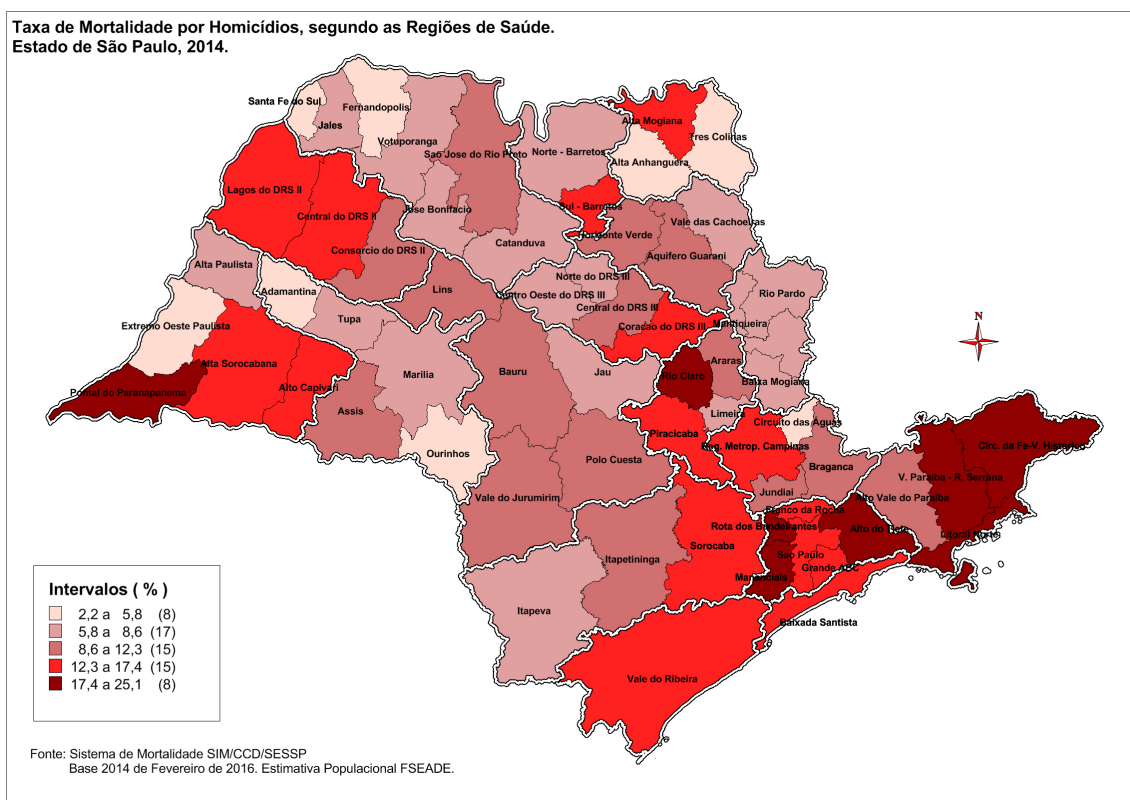 Taxa de Mortalidade por Homicídios, segundo as Regiões de Saúde.
Estado de São Paulo, 2014.
Santa Fe do Sul
Fernandopolis
Jales
Votuporanga
Sao Jose do Rio Preto
Norte - Barretos
Alta Mogiana
Tres Colinas
Alta Anhanguera
Lagos do DRS II
Central do DRS II
Jose Bonifacio
Sul - Barretos
Vale das Cachoeiras
Horizonte Verde
Catanduva
Consorcio do DRS II
Aquifero Guarani
Alta Paulista
Norte do DRS III
Adamantina
Lins
Centro Oeste do DRS III
Rio Pardo
Central do DRS III
Extremo Oeste Paulista
Tupa
Coracao do DRS III
Mantiqueira
N
Alta Sorocabana
Araras
Marilia
Bauru
Jau
Rio Claro
Baixa Mogiana
Alto Capivari
Pontal do Paranapanema
Assis
Limeira
Circuito das Aguas
Piracicaba
Reg. Metrop. Campinas
Circ. da Fe-V. Historico
Ourinhos
Polo Cuesta
Braganca
V. Paraiba - R. Serrana
Jundiai
Vale do Jurumirim
Alto Vale do Paraiba
Franco da Rocha
Rota dos Bandeirantes
Alto do Tiete
Litoral Norte
Sorocaba
Sao Paulo
Itapetininga
Grande ABC
Mananciais
Itapeva
Baixada Santista
Vale do Ribeira
Intervalos ( % )
2,2 a 5,8 (8)
5,8 a 8,6 (17)
8,6 a 12,3 (15)
12,3 a 17,4 (15)
17,4 a 25,1 (8)
Fonte: Sistema de Mortalidade SIM/CCD/SESSP
Base 2014 de Fevereiro de 2016. Estimativa Populacional FSEADE.